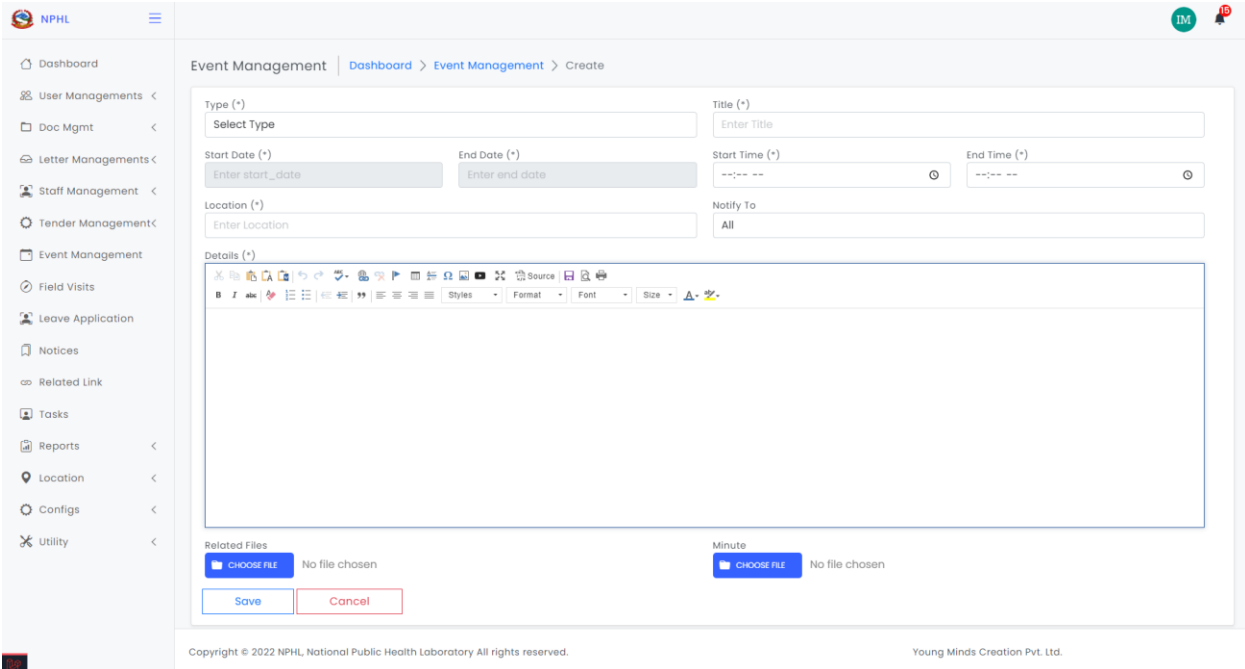 NPHL
IM
15
Dashboard
User Managements
Doc Mgmt
Letter Managements
Staff Management
Tender Management
Event Management
Field Visits
Leave Application
Notices
Related Link
Tasks
Reports
Location
Configs
Utility
Event Management Dashboard > Event Management > Create
Type (*) Title (*)
Select Type Enter Title
Start Date (*) End Date (*) Start Time (*) End Time (*)
Enter start_date Enter end date --:-- -- --:-- --
Location (*) Notify To
Enter Location All
Details (*)
Source
B I abc Styles Format Font Size A ab
Related Files Minute
CHOOSE FILE No file chosen CHOOSE FILE No file chosen
Save Cancel
Copyright © 2022 NPHL, National Public Health Laboratory All rights reserved. Young Minds Creation Pvt. Ltd.